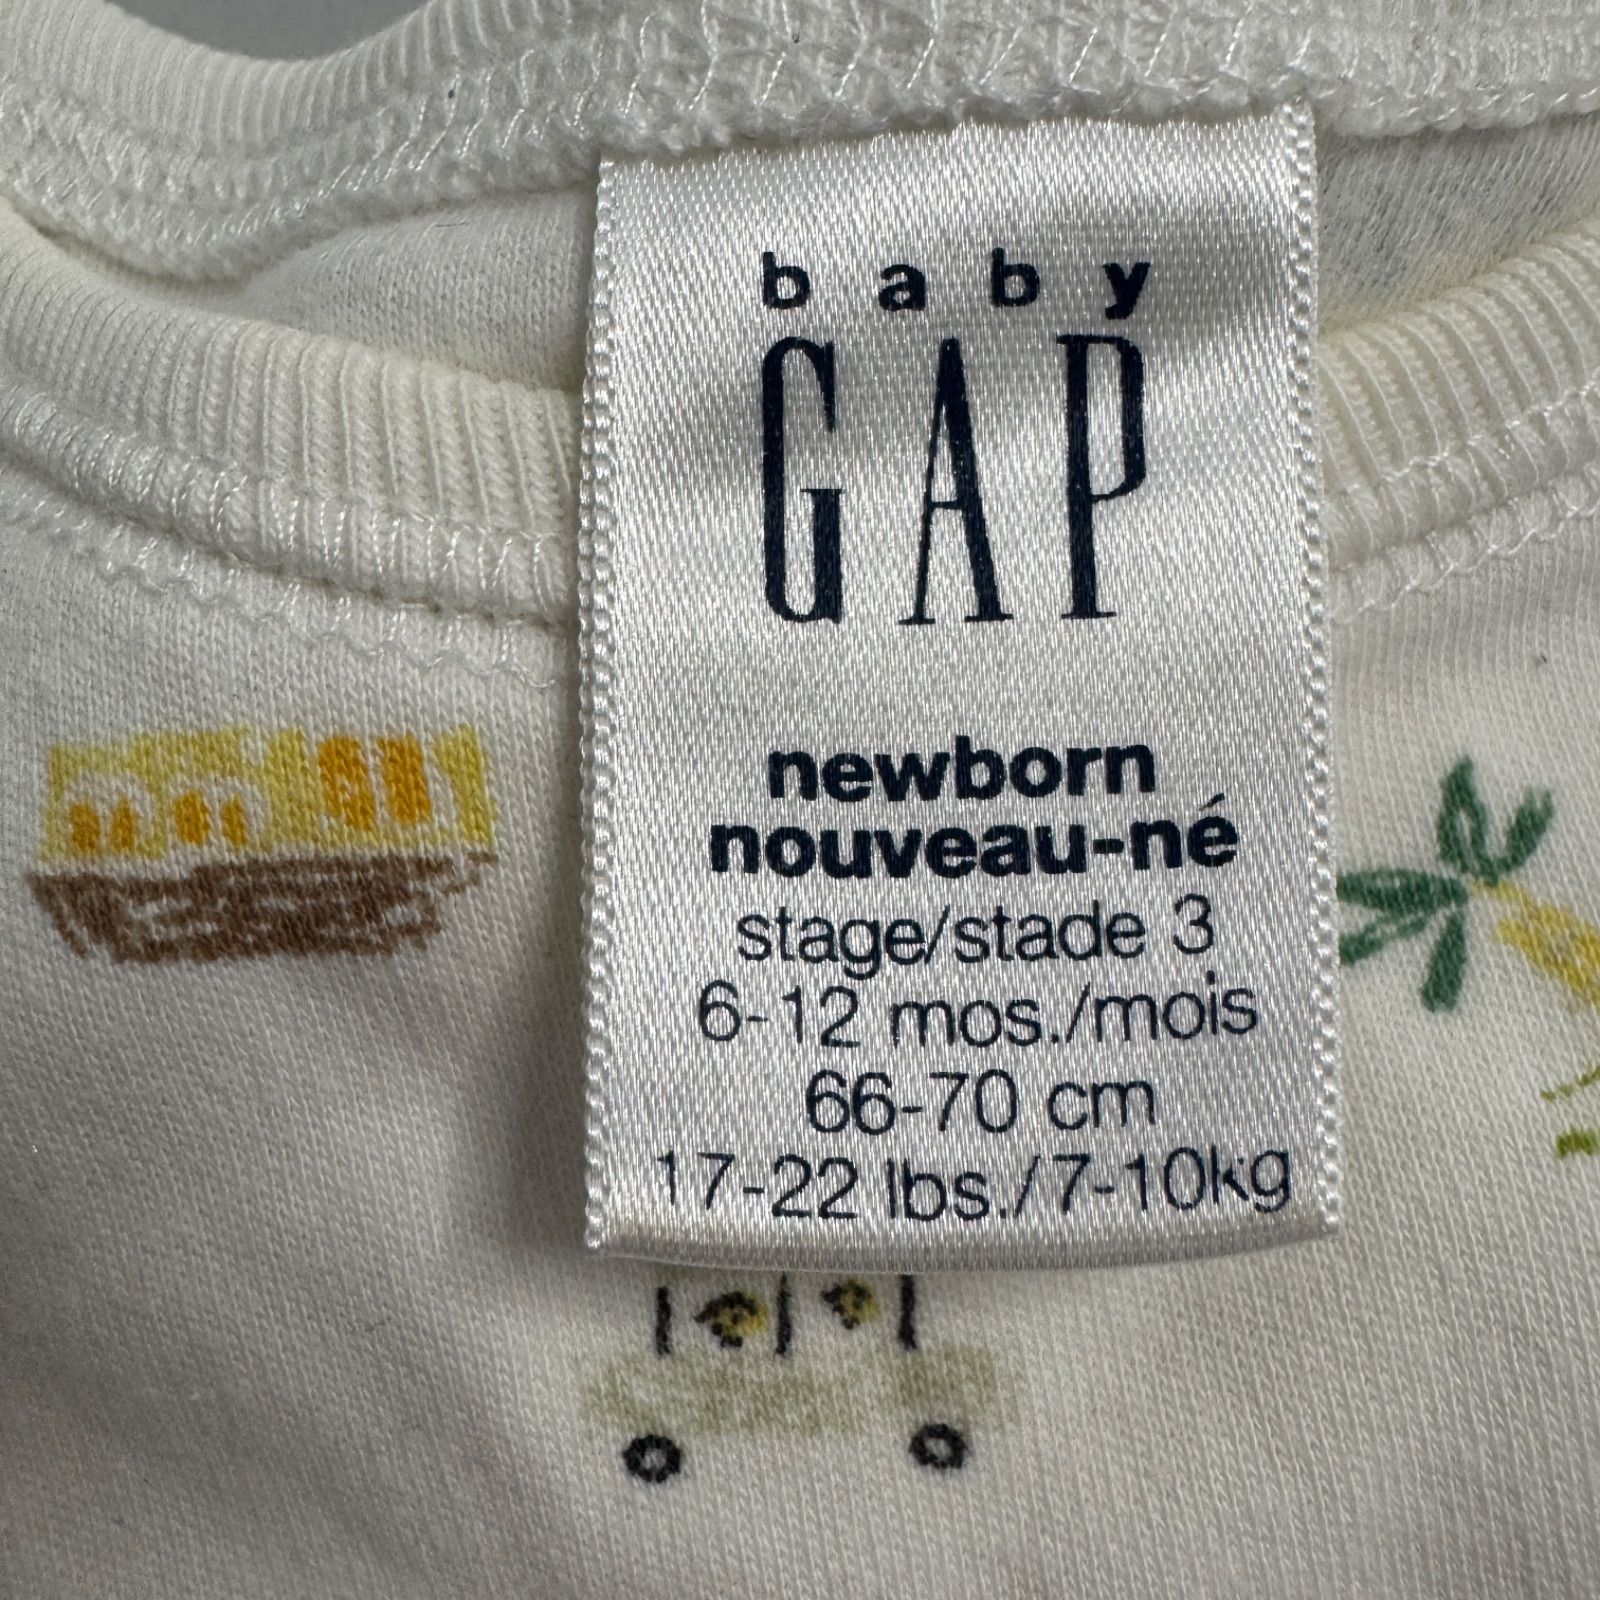 baby
GAP
newborn
nouveau-né
stage/stade 3
6-12 mos./mois
66-70 cm
17-22 lbs./7-10kg